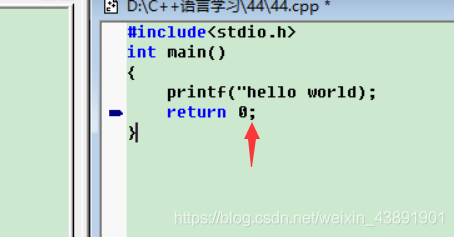 D:\C++语言学习\44\44.cpp *
#include<stdio.h>
int main()
{
    printf("hello world);
    return 0;
}
https://blog.csdn.net/weixin_43891901